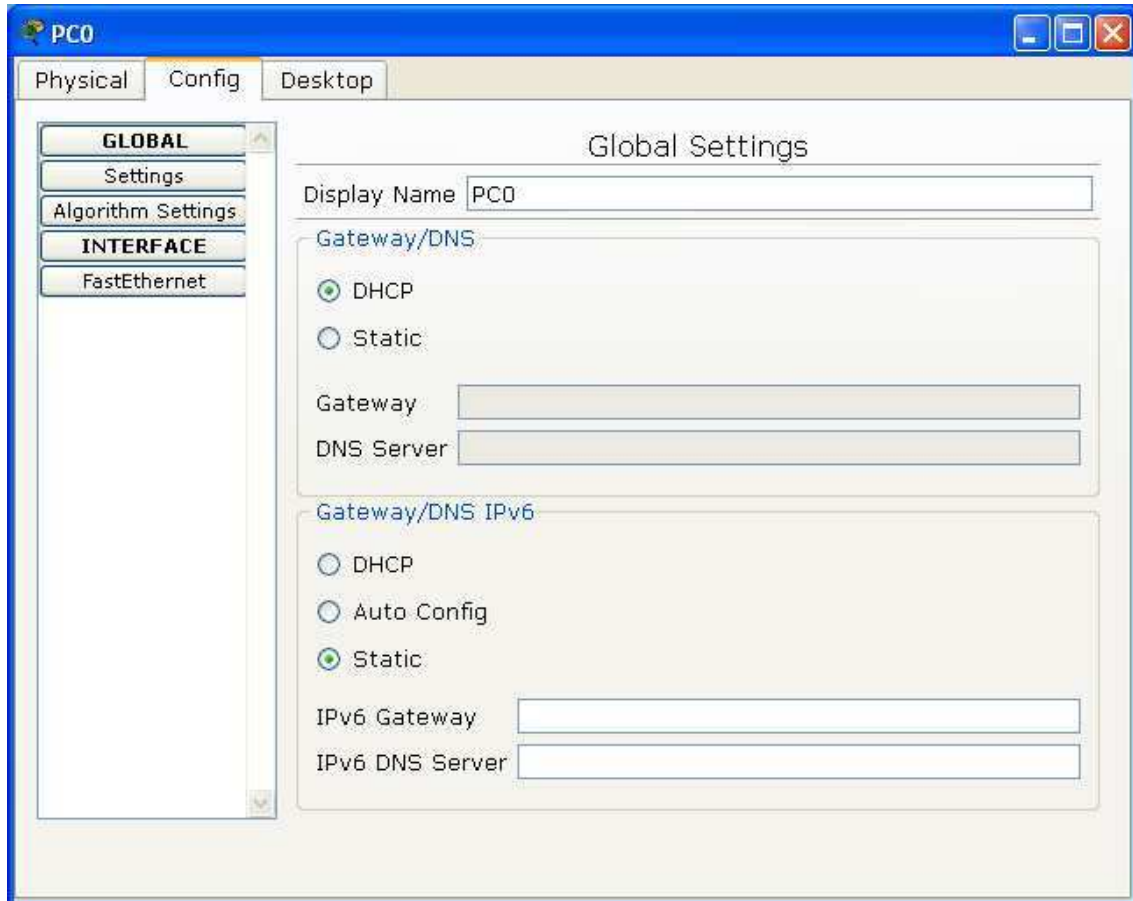 PC0
Physical Config Desktop
GLOBAL
Settings
Algorithm Settings
INTERFACE
FastEthernet
Global Settings
Display Name PC0
Gateway/DNS
DHCP
Static
Gateway
DNS Server
Gateway/DNS IPv6
DHCP
Auto Config
Static
IPv6 Gateway
IPv6 DNS Server